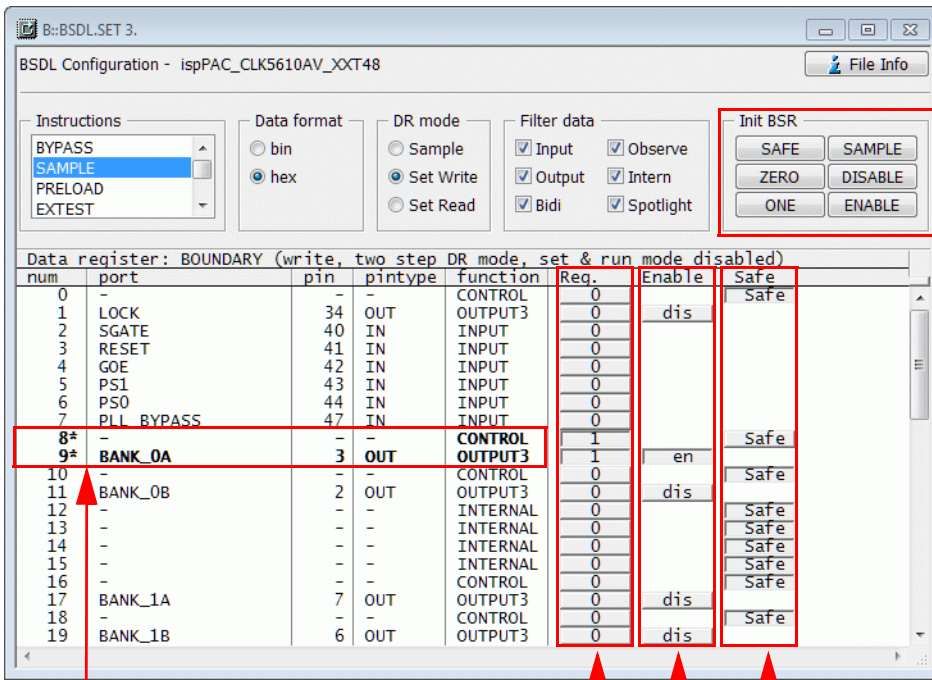 B::BSDL.SET 3.
BSDL Configuration - ispPAC_CLK5610AV_XXT48
File Info
Instructions
BYPASS
SAMPLE
PRELOAD
EXTEST
Data format
bin
hex
DR mode
Sample
Set Write
Set Read
Filter data
Input Observe
Output Intern
Bidi Spotlight
Init BSR
SAFE SAMPLE
ZERO DISABLE
ONE ENABLE
Data register: BOUNDARY (write, two step DR mode, set & run mode disabled)
num port pin pintype function Reg. Enable Safe
0 - - - CONTROL 0 Safe
1 LOCK 34 OUT OUTPUT3 0 dis
2 SGATE 40 IN INPUT 0
3 RESET 41 IN INPUT 0
4 GOE 42 IN INPUT 0
5 PS1 43 IN INPUT 0
6 PS0 44 IN INPUT 0
7 PLL_BYPASS 47 IN INPUT 0
8* - - - CONTROL 1 Safe
9* BANK_0A 3 OUT OUTPUT3 1 en
10 - - - CONTROL 0 Safe
11 BANK_0B 2 OUT OUTPUT3 0 dis
12 - - - INTERNAL 0 Safe
13 - - - INTERNAL 0 Safe
14 - - - INTERNAL 0 Safe
15 - - - INTERNAL 0 Safe
16 - - - CONTROL 0 Safe
17 BANK_1A 7 OUT OUTPUT3 0 dis
18 - - - CONTROL 0 Safe
19 BANK_1B 6 OUT OUTPUT3 0 dis